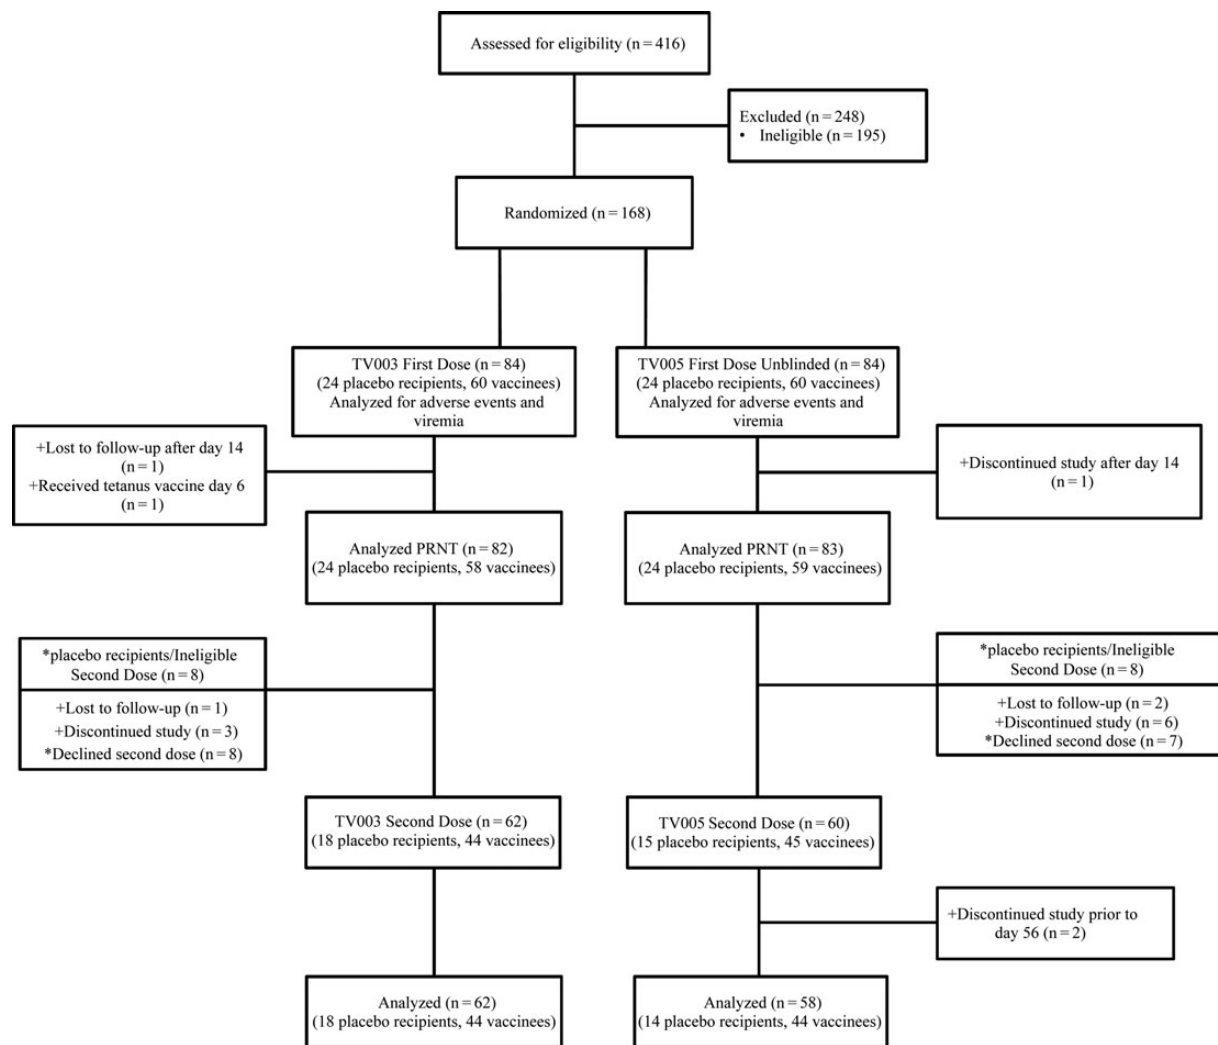 Assessed for eligibility (n = 416)
Excluded (n = 248)
• Ineligible (n = 195)
Randomized (n = 168)
TV003 First Dose (n = 84)
(24 placebo recipients, 60 vaccinees)
Analyzed for adverse events and
viremia
TV005 First Dose Unblinded (n = 84)
(24 placebo recipients, 60 vaccinees)
Analyzed for adverse events and
viremia
+Lost to follow-up after day 14
(n = 1)
+Received tetanus vaccine day 6
(n = 1)
+Discontinued study after day 14
(n = 1)
Analyzed PRNT (n = 82)
(24 placebo recipients, 58 vaccinees)
Analyzed PRNT (n = 83)
(24 placebo recipients, 59 vaccinees)
*placebo recipients/Ineligible
Second Dose (n = 8)
+Lost to follow-up (n = 1)
+Discontinued study (n = 3)
*Declined second dose (n = 8)
*placebo recipients/Ineligible
Second Dose (n = 8)
+Lost to follow-up (n = 2)
+Discontinued study (n = 6)
*Declined second dose (n = 7)
TV003 Second Dose (n = 62)
(18 placebo recipients, 44 vaccinees)
TV005 Second Dose (n = 60)
(15 placebo recipients, 45 vaccinees)
+Discontinued study prior to
day 56 (n = 2)
Analyzed (n = 62)
(18 placebo recipients, 44 vaccinees)
Analyzed (n = 58)
(14 placebo recipients, 44 vaccinees)